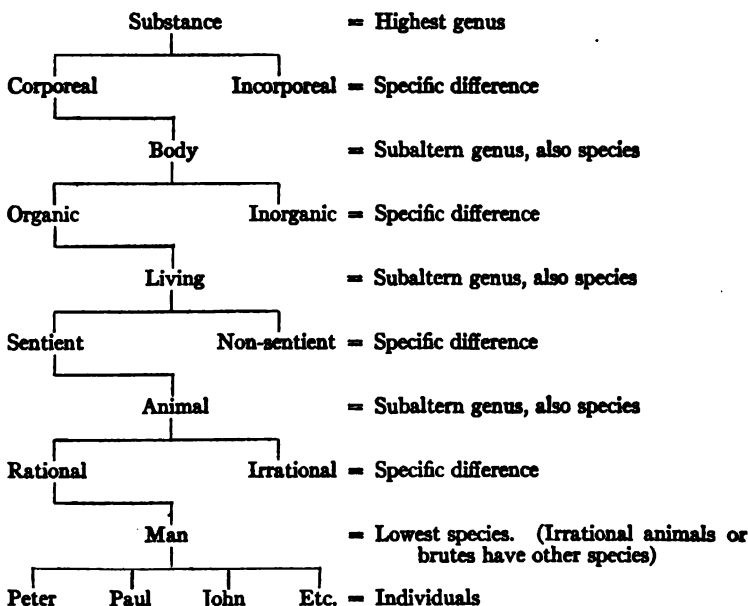 Substance = Highest genus
Corporeal Incorporeal = Specific difference
Body = Subaltern genus, also species
Organic Inorganic = Specific difference
Living = Subaltern genus, also species
Sentient Non-sentient = Specific difference
Animal = Subaltern genus, also species
Rational Irrational = Specific difference
Man = Lowest species. (Irrational animals or
brutes have other species)
Peter Paul John Etc. = Individuals